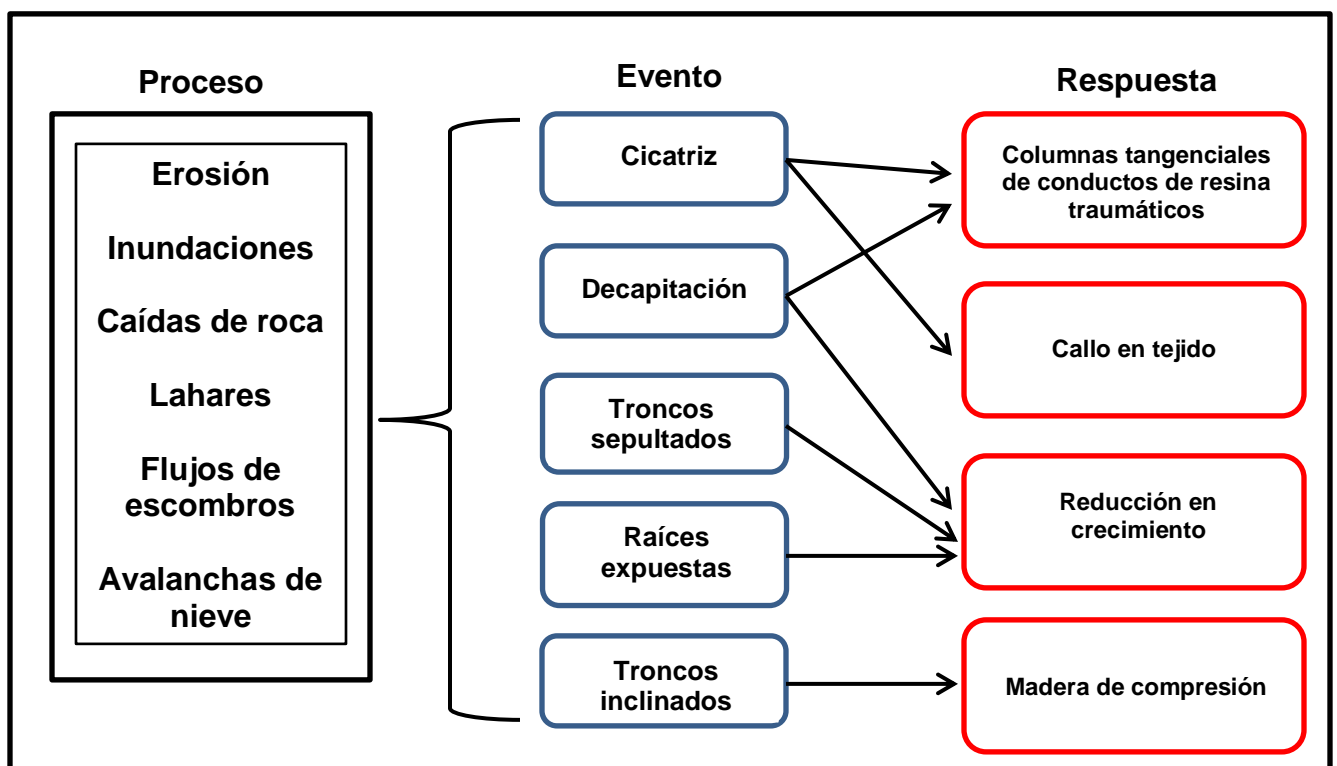 Proceso
Erosión
Inundaciones
Caídas de roca
Lahares
Flujos de
escombros
Avalanchas de
nieve
Evento
Cicatriz
Decapitación
Troncos
sepultados
Raíces
expuestas
Troncos
inclinados
Respuesta
Columnas tangenciales
de conductos de resina
traumáticos
Callo en tejido
Reducción en
crecimiento
Madera de compresión